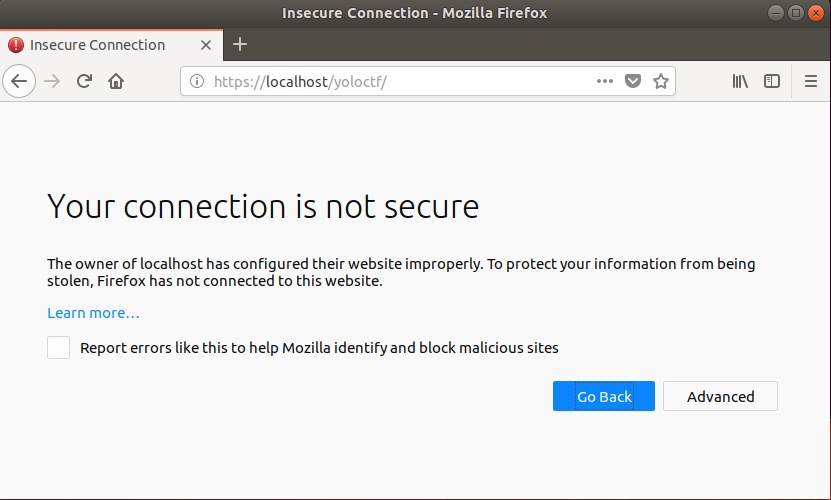 Insecure Connection - Mozilla Firefox
Insecure Connection
https://localhost/yoloctf/
Your connection is not secure
The owner of localhost has configured their website improperly. To protect your information from being
stolen, Firefox has not connected to this website.
Learn more…
Report errors like this to help Mozilla identify and block malicious sites
Go Back Advanced